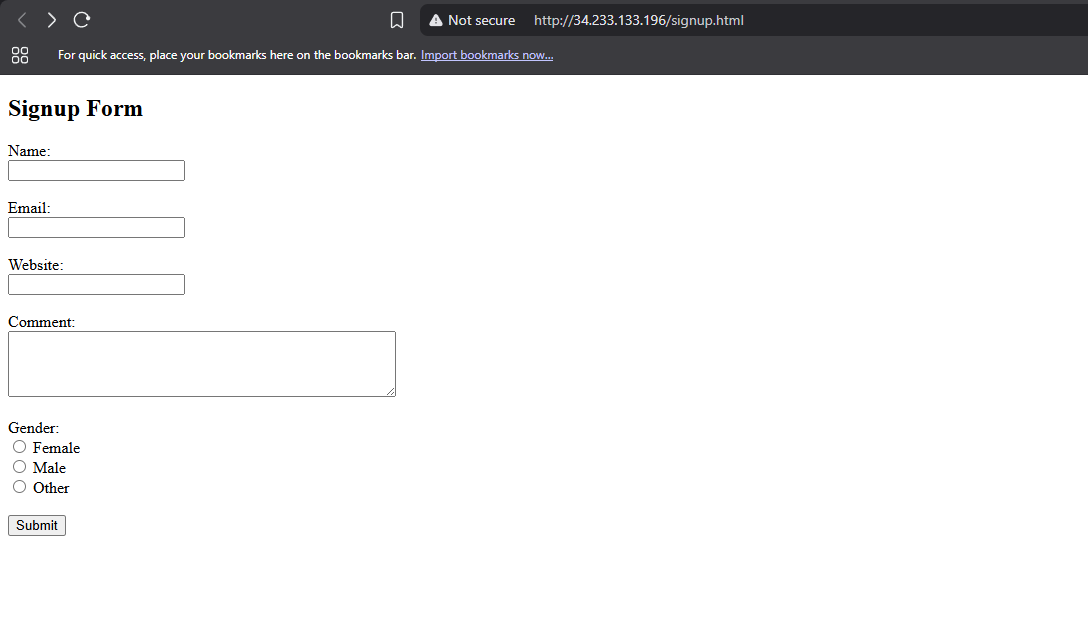 Not secure http://34.233.133.196/signup.html
For quick access, place your bookmarks here on the bookmarks bar. Import bookmarks now...
Signup Form
Name:
Email:
Website:
Comment:
Gender:
Female
Male
Other
Submit